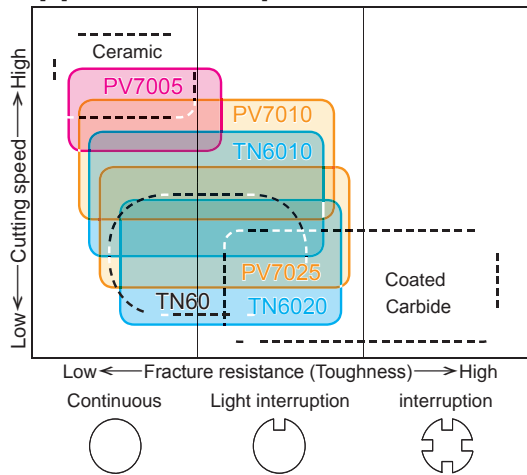 Ceramic
PV7005
PV7010
TN6010
PV7025
TN60
TN6020
Coated
Carbide
Low ← Cutting speed → High
Low ← Fracture resistance (Toughness) → High
Continuous
Light interruption
interruption